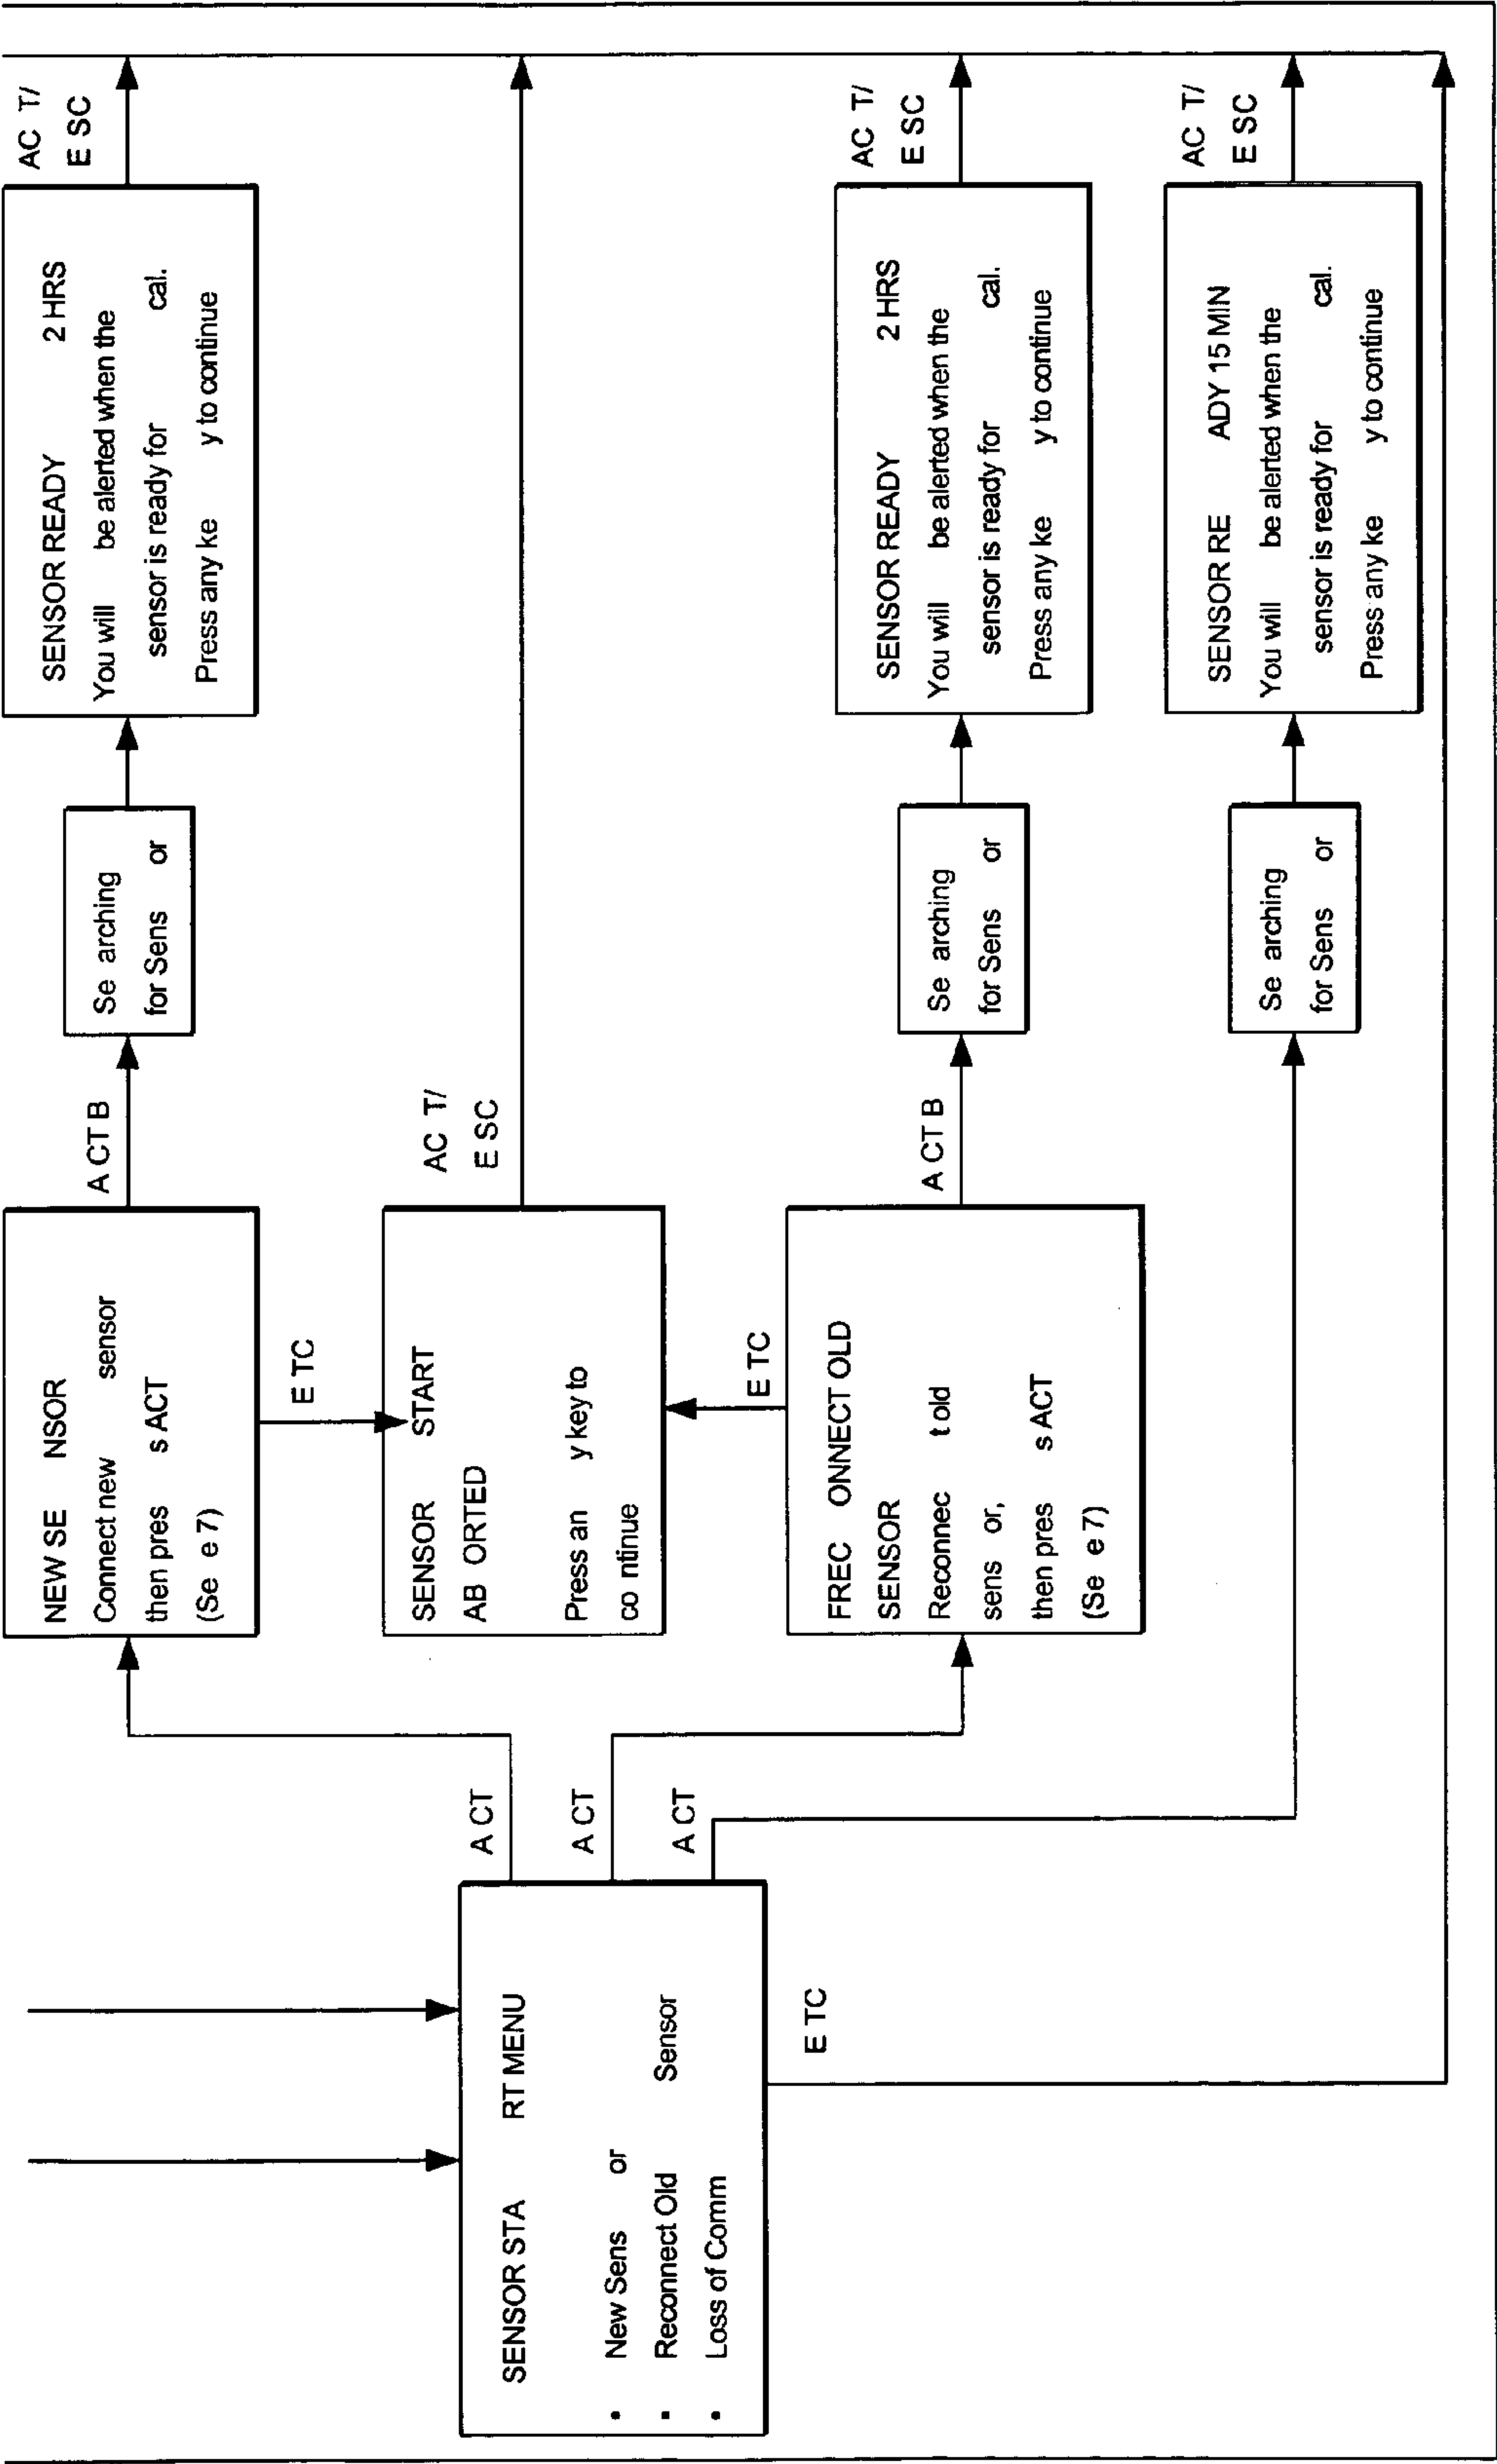 SENSOR STA RT MENU
▪ New Sens or
▪ Reconnect Old Sensor
▪ Loss of Comm
A CT
A CT
A CT
E TC
NEW SE NSOR
Connect new sensor
then pres s ACT
(Se e 7)
A CT B
Se arching
for Sens or
SENSOR READY 2 HRS
You will be alerted when the
sensor is ready for cal.
Press any ke y to continue
AC T/
E SC
E TC
SENSOR START
AB ORTED
Press an y key to
co ntinue
AC T/
E SC
E TC
FREC ONNECT OLD
SENSOR
Reconnec t old
sens or,
then pres s ACT
(Se e 7)
A CT B
Se arching
for Sens or
SENSOR READY 2 HRS
You will be alerted when the
sensor is ready for cal.
Press any ke y to continue
AC T/
E SC
Se arching
for Sens or
SENSOR RE ADY 15 MIN
You will be alerted when the
sensor is ready for cal.
Press any ke y to continue
AC T/
E SC